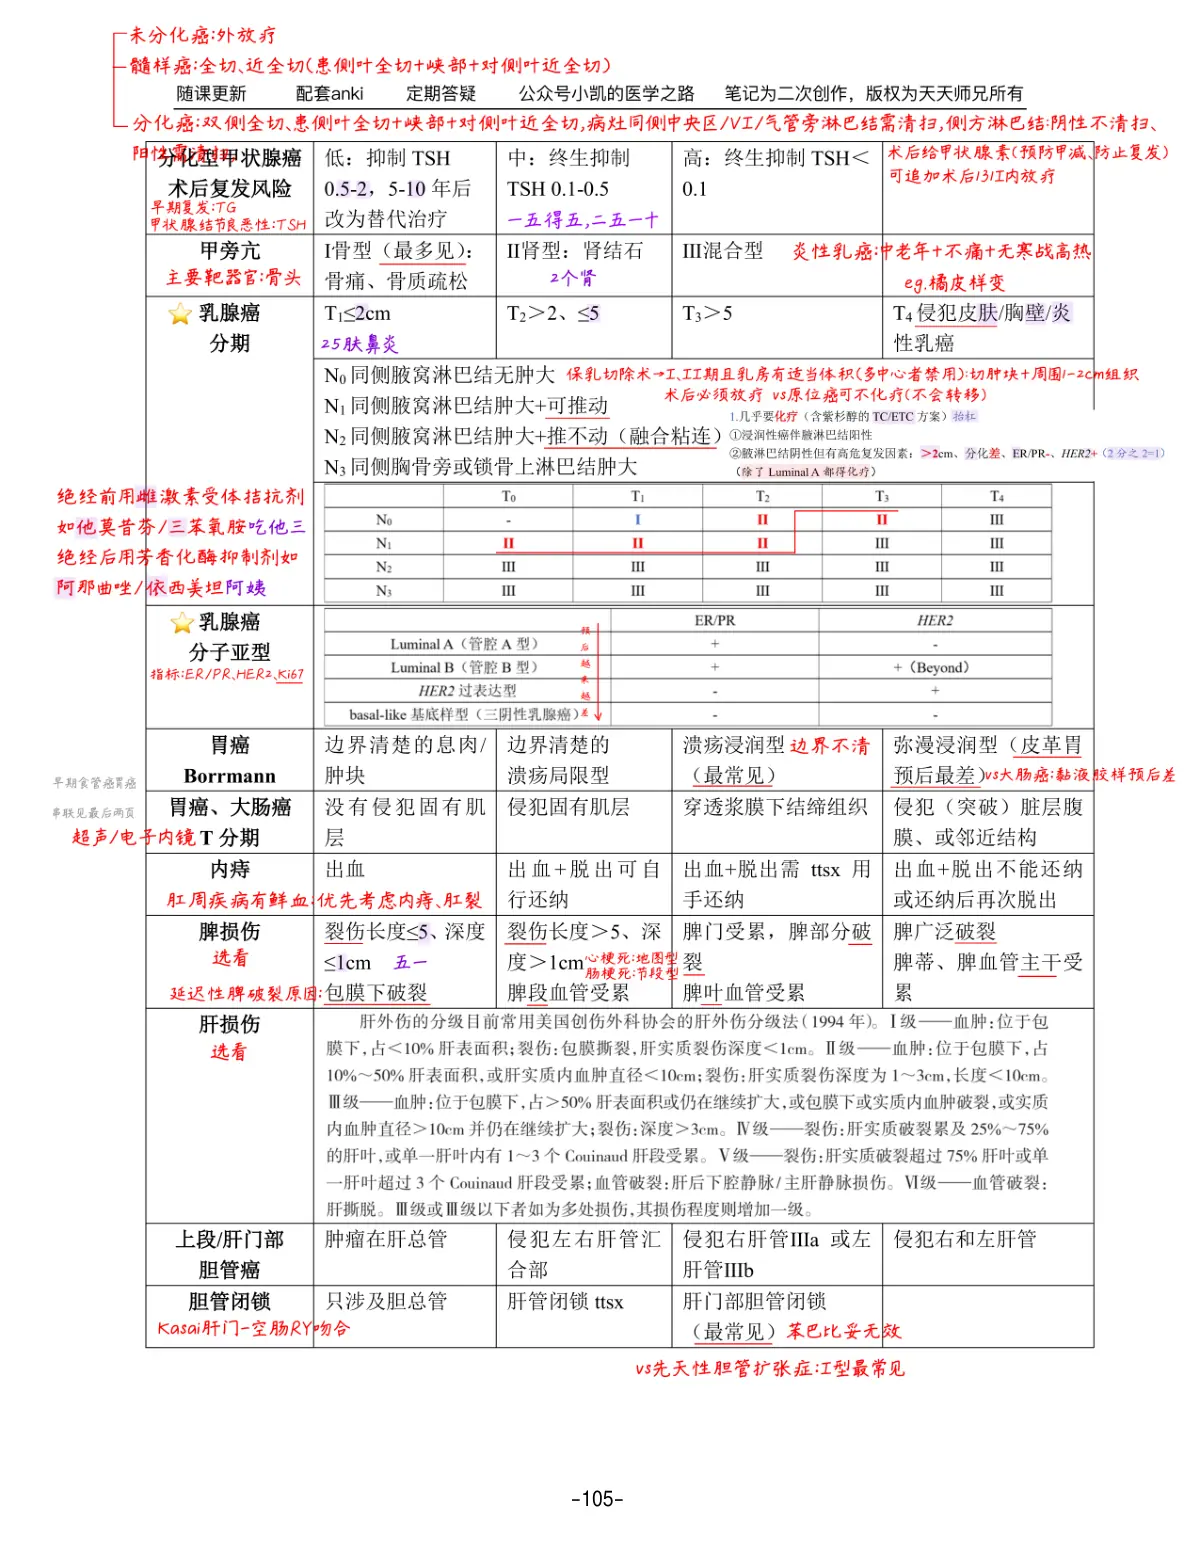 未分化癌:外放疗
髓样癌:全切、近全切(患侧叶全切+峡部+对侧叶近全切)
随课更新 配套anki 定期答疑 公众号小凯的医学之路 笔记为二次创作，版权为天天师兄所有
分化癌:双侧全切、患侧叶全切+峡部+对侧叶近全切,病灶同侧中央区/VI/气管旁淋巴结需清扫,侧方淋巴结:阴性不清扫、
阳性需清扫
分化型甲状腺癌 低：抑制 TSH 中：终生抑制 高：终生抑制 TSH＜ 术后给甲状腺素(预防甲减、防止复发)
术后复发风险 0.5-2，5-10 年后 TSH 0.1-0.5 0.1 可追加术后131I内放疗
早期复发:TG
甲状腺结节良恶性:TSH 改为替代治疗 一五得五,二五一十
甲旁亢 I骨型（最多见）： II肾型：肾结石 III混合型 炎性乳癌:中老年+不痛+无寒战高热
主要靶器官:骨头 骨痛、骨质疏松 2个肾 eg.橘皮样变
⭐乳腺癌 T₁≤2cm T₂＞2、≤5 T₃＞5 T₄ 侵犯皮肤/胸壁/炎
分期 25肤鼻炎 性乳癌
N₀ 同侧腋窝淋巴结无肿大 保乳切除术→I、II期且乳房有适当体积(多中心者禁用):切肿块+周围1-2cm组织
术后必须放疗 vs原位癌可不化疗(不会转移)
N₁ 同侧腋窝淋巴结肿大+可推动 1.几乎要化疗（含紫杉醇的 TC/ETC 方案）抬杠
N₂ 同侧腋窝淋巴结肿大+推不动（融合粘连） ①浸润性癌伴腋淋巴结阳性
②腋淋巴结阴性但有高危复发因素：＞2cm、分化差、ER/PR-、HER2+（2 分之 2=1）
N₃ 同侧胸骨旁或锁骨上淋巴结肿大 （除了 Luminal A 都得化疗）
绝经前用雌激素受体拮抗剂
如他莫昔芬/三苯氧胺吃他三
绝经后用芳香化酶抑制剂如
阿那曲唑/依西美坦阿姨
T₀ T₁ T₂ T₃ T₄
N₀ - I II II III
N₁ II II II III III
N₂ III III III III III
N₃ III III III III III
⭐乳腺癌
分子亚型
指标:ER/PR、HER2、Ki67
ER/PR HER2
Luminal A（管腔 A 型） + -
Luminal B（管腔 B 型） + +（Beyond）
HER2 过表达型 - +
basal-like 基底样型（三阴性乳腺癌） - -
预后越来越差
胃癌 边界清楚的息肉/ 边界清楚的 溃疡浸润型 边界不清 弥漫浸润型（皮革胃
Borrmann 肿块 溃疡局限型 （最常见） 预后最差）vs大肠癌:黏液胶样预后差
早期食管癌胃癌
串联见最后两页
胃癌、大肠癌 没有侵犯固有肌 侵犯固有肌层 穿透浆膜下结缔组织 侵犯（突破）脏层腹
超声/电子内镜 T 分期 层 膜、或邻近结构
内痔 出血 出血+脱出可自 出血+脱出需 ttsx 用 出血+脱出不能还纳
肛周疾病有鲜血:优先考虑内痔、肛裂 行还纳 手还纳 或还纳后再次脱出
脾损伤 裂伤长度≤5、深度 裂伤长度＞5、深 脾门受累，脾部分破 脾广泛破裂
选看 ≤1cm 五一 度＞1cm 心梗死:地图型 裂 脾蒂、脾血管主干受
肠梗死:节段型
延迟性脾破裂原因:包膜下破裂 脾段血管受累 脾叶血管受累 累
肝损伤
选看
肝外伤的分级目前常用美国创伤外科协会的肝外伤分级法（1994 年）。Ⅰ级——血肿：位于包
膜下，占＜10% 肝表面积；裂伤：包膜撕裂，肝实质裂伤深度＜1cm。Ⅱ级——血肿：位于包膜下，占
10%～50% 肝表面积，或肝实质内血肿直径＜10cm；裂伤：肝实质裂伤深度为 1～3cm，长度＜10cm。
Ⅲ级——血肿：位于包膜下，占＞50% 肝表面积或仍在继续扩大，或包膜下或实质内血肿破裂，或实质
内血肿直径＞10cm 并仍在继续扩大；裂伤：深度＞3cm。Ⅳ级——裂伤：肝实质破裂累及 25%～75%
的肝叶，或单一肝叶内有 1～3 个 Couinaud 肝段受累。Ⅴ级——裂伤：肝实质破裂超过 75% 肝叶或单
一肝叶超过 3 个 Couinaud 肝段受累；血管破裂：肝后下腔静脉/主肝静脉损伤。Ⅵ级——血管破裂：
肝撕脱。Ⅲ级或Ⅲ级以下者如为多处损伤，其损伤程度则增加一级。
上段/肝门部 肿瘤在肝总管 侵犯左右肝管汇 侵犯右肝管IIIa 或左 侵犯右和左肝管
胆管癌 合部 肝管IIIb
胆管闭锁 只涉及胆总管 肝管闭锁 ttsx 肝门部胆管闭锁
Kasai肝门-空肠RY吻合 （最常见）苯巴比妥无效
vs先天性胆管扩张症:I型最常见
-105-